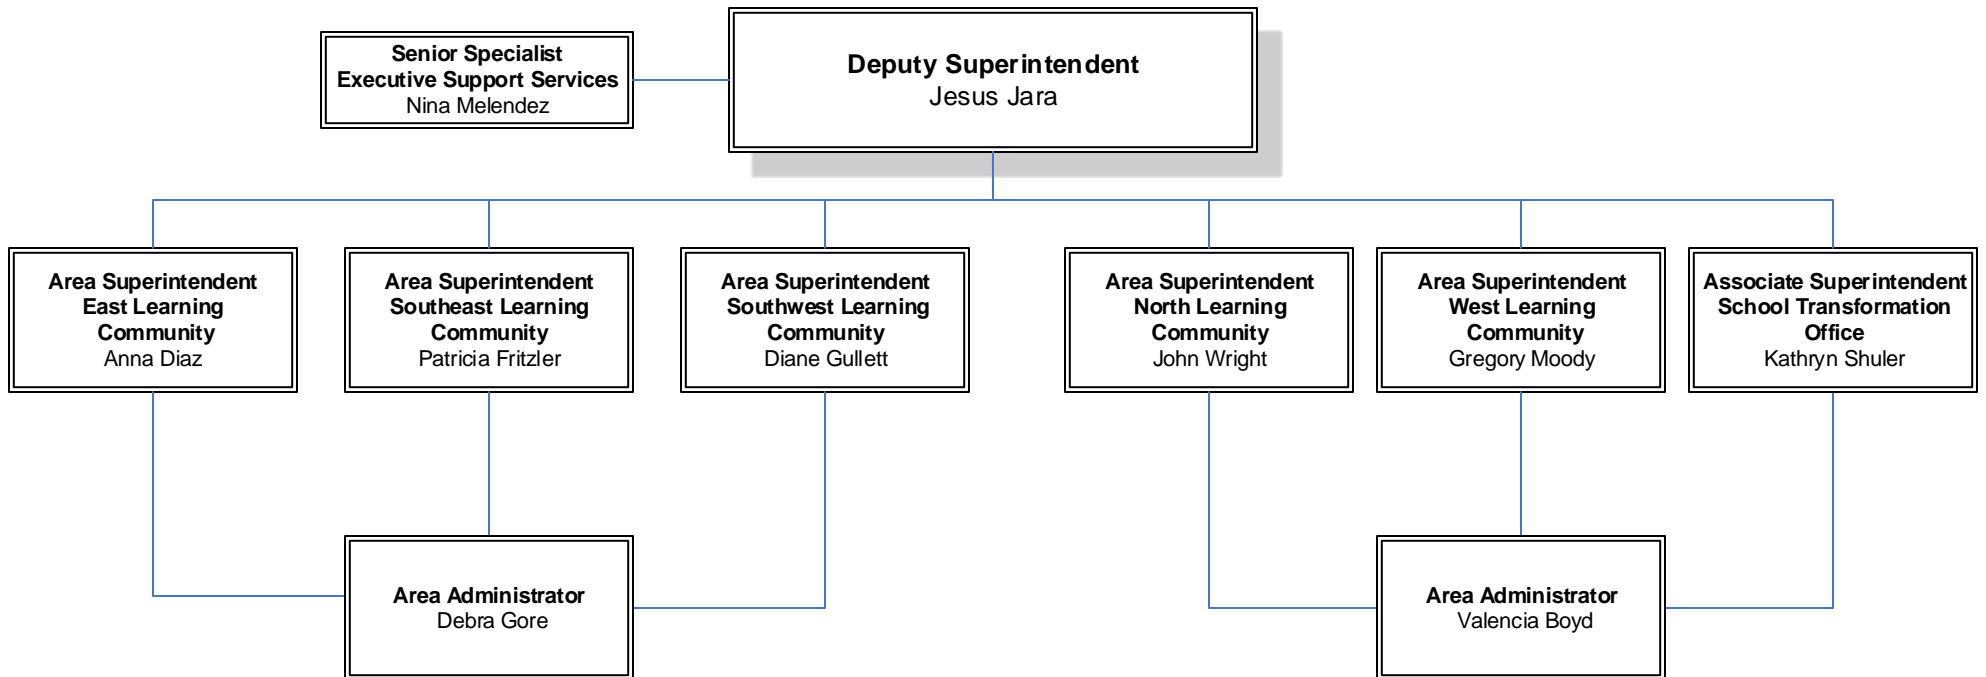 Senior Specialist
Executive Support Services
Nina Melendez
Deputy Superintendent
Jesus Jara
Area Superintendent
East Learning
Community
Anna Diaz
Area Superintendent
Southeast Learning
Community
Patricia Fritzler
Area Superintendent
Southwest Learning
Community
Diane Gullett
Area Superintendent
North Learning
Community
John Wright
Area Superintendent
West Learning
Community
Gregory Moody
Associate Superintendent
School Transformation
Office
Kathryn Shuler
Area Administrator
Debra Gore
Area Administrator
Valencia Boyd